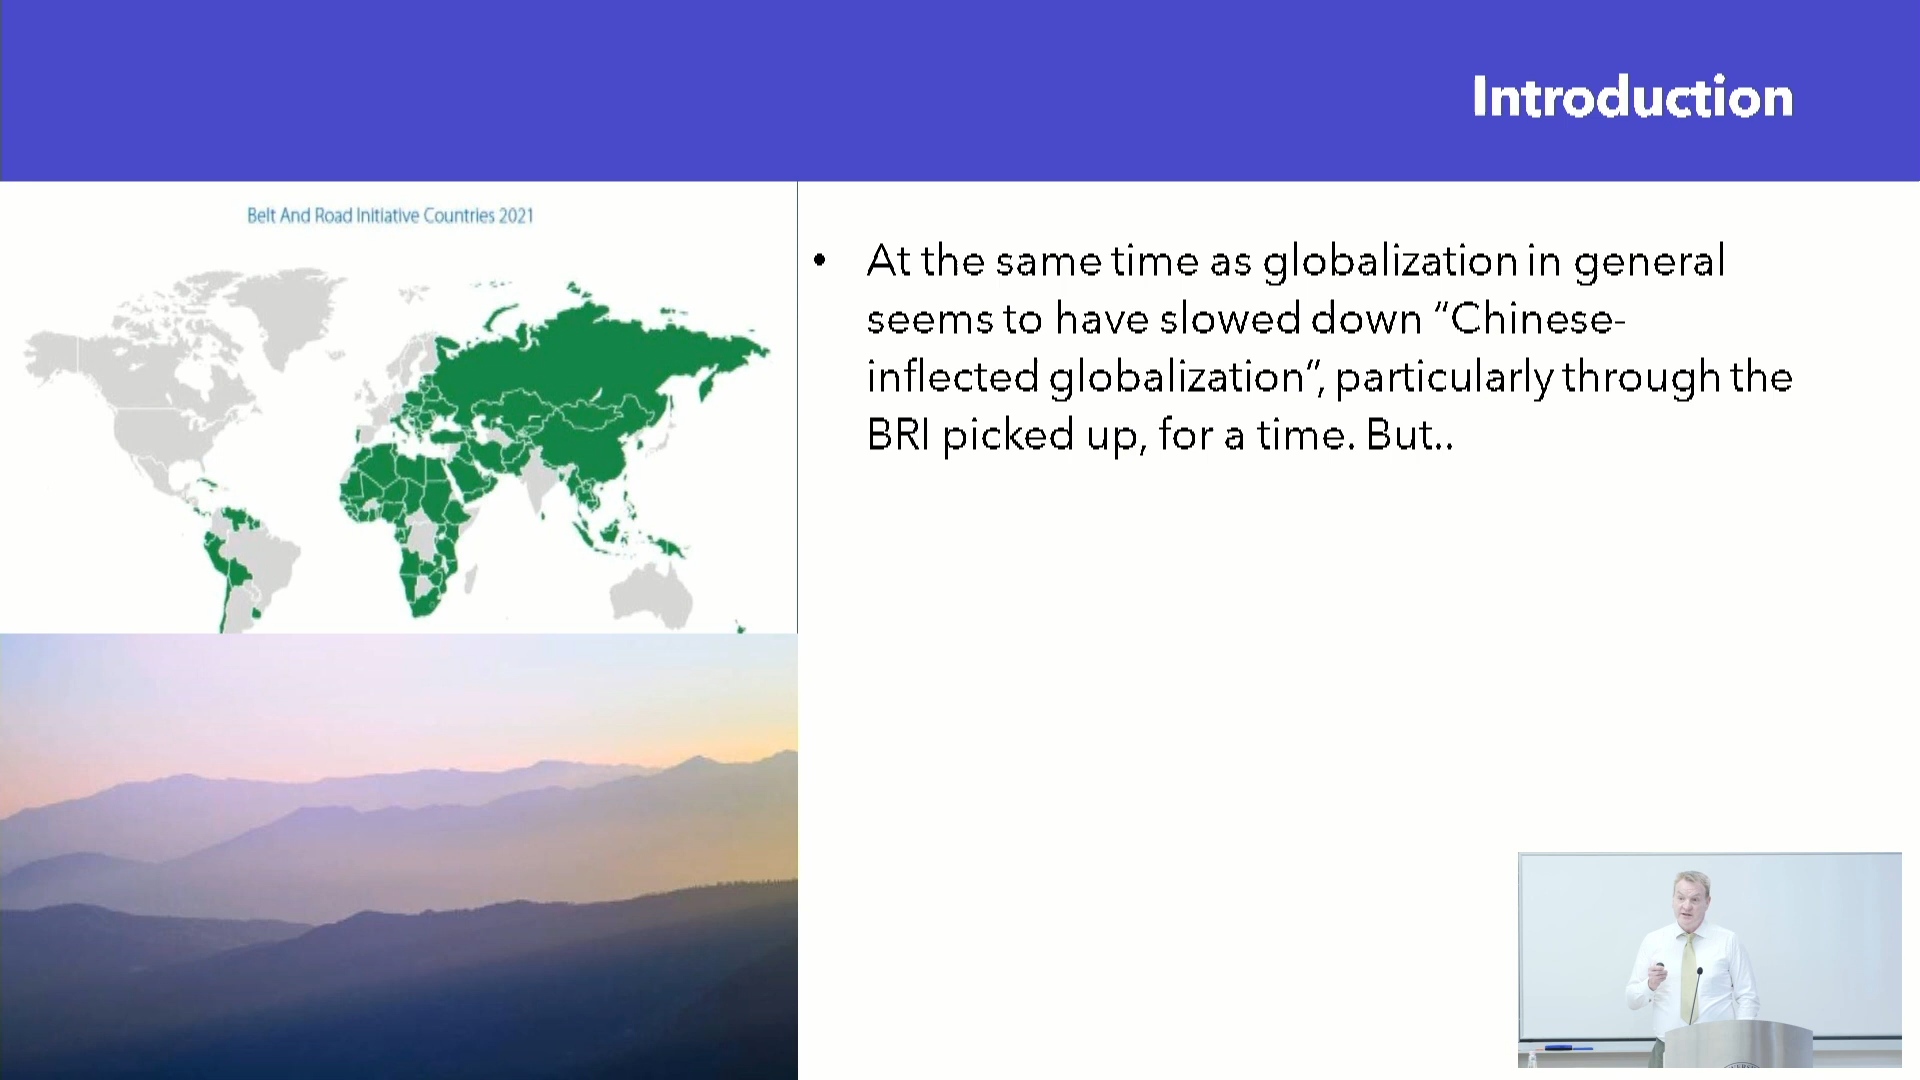 Introduction
Belt And Road Initiative Countries 2021
• At the same time as globalization in general
seems to have slowed down “Chinese-
inflected globalization”, particularly through the
BRI picked up, for a time. But..